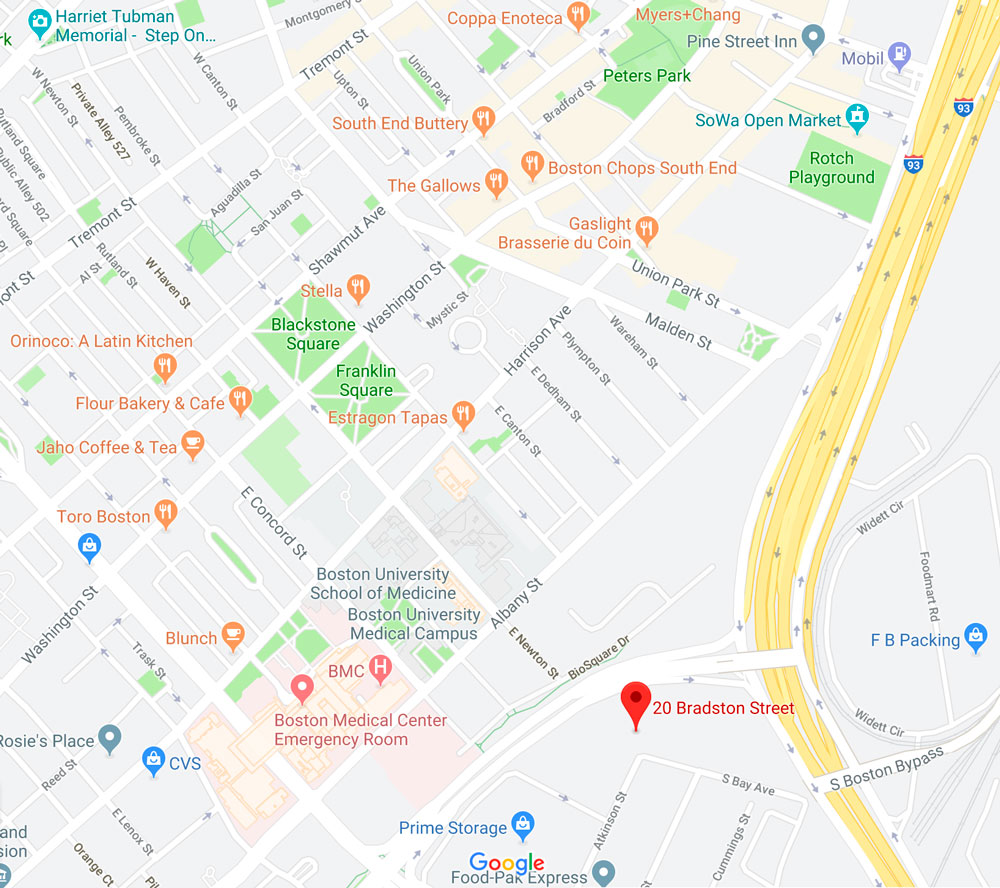 Harriet Tubman
Memorial - Step On...
rk
Montgomery S
Coppa Enoteca
Myers+Chang
Pine Street Inn
Mobil
Tremont St
W Canton St
Upton St
Union Park
Peters Park
Bradford St
93
W Newton St
Private Alley 527
Pembroke St
South End Buttery
SoWa Open Market
93
Rutland Square
Public Alley 502
Boston Chops South End
Rotch
Playground
The Gallows
Aguadilla St
San Juan St
Tremont St
Shawmut Ave
Gaslight
Brasserie du Coin
ord Square
Rutland St
Al St
W Haven St
ont St
Washington St
Union Park St
Stella
Mystic St
Malden St
Blackstone
Square
Harrison Ave
Wareham St
Plympton St
Orinoco: A Latin Kitchen
Franklin
Square
E Dedham St
Flour Bakery & Cafe
Estragon Tapas
E Canton St
Jaho Coffee & Tea
E Concord St
Toro Boston
Widett Cir
Foodmart Rd
Boston University
School of Medicine
Boston University
Medical Campus
Albany St
Washington St
Blunch
Trask St
E Newton St
BioSquare Dr
F B Packing
BMC
H
20 Bradston Street
Boston Medical Center
Emergency Room
Widett Cir
Rosie's Place
CVS
Reed St
S Boston Bypass
S Bay Ave
Atkinson St
Cummings St
E Lenox St
Prime Storage
and
sion
Orange Ct
Google
Food-Pak Express